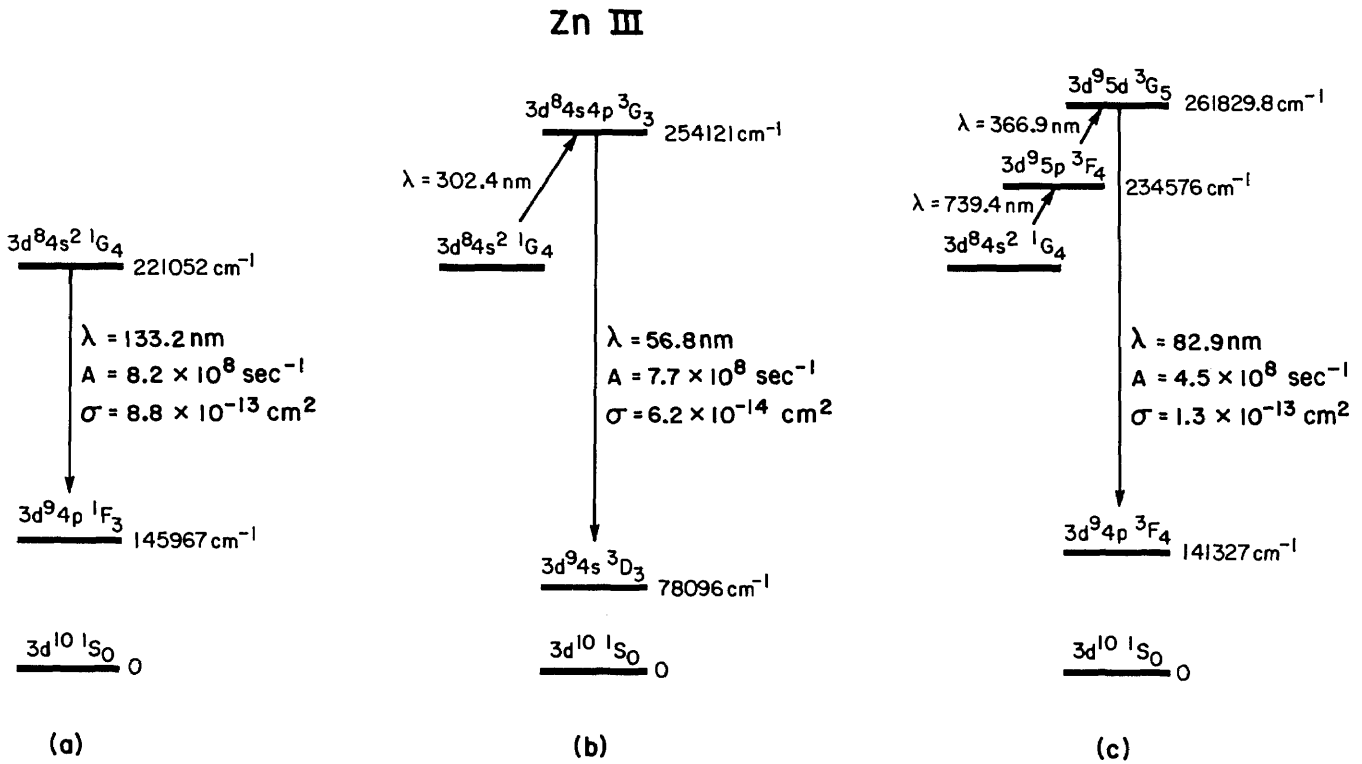 Zn III
3d⁸4s² ¹G₄
221052 cm⁻¹
λ = 133.2 nm
A = 8.2 × 10⁸ sec⁻¹
σ = 8.8 × 10⁻¹³ cm²
3d⁹4p ¹F₃
145967 cm⁻¹
3d¹⁰ ¹S₀
0
(a)
3d⁸4s4p ³G₃
254121 cm⁻¹
λ = 302.4 nm
3d⁸4s² ¹G₄
λ = 56.8 nm
A = 7.7 × 10⁸ sec⁻¹
σ = 6.2 × 10⁻¹⁴ cm²
3d⁹4s ³D₃
78096 cm⁻¹
3d¹⁰ ¹S₀
0
(b)
3d⁹5d ³G₅
261829.8 cm⁻¹
λ = 366.9 nm
3d⁹5p ³F₄
234576 cm⁻¹
λ = 739.4 nm
3d⁸4s² ¹G₄
λ = 82.9 nm
A = 4.5 × 10⁸ sec⁻¹
σ = 1.3 × 10⁻¹³ cm²
3d⁹4p ³F₄
141327 cm⁻¹
3d¹⁰ ¹S₀
0
(c)